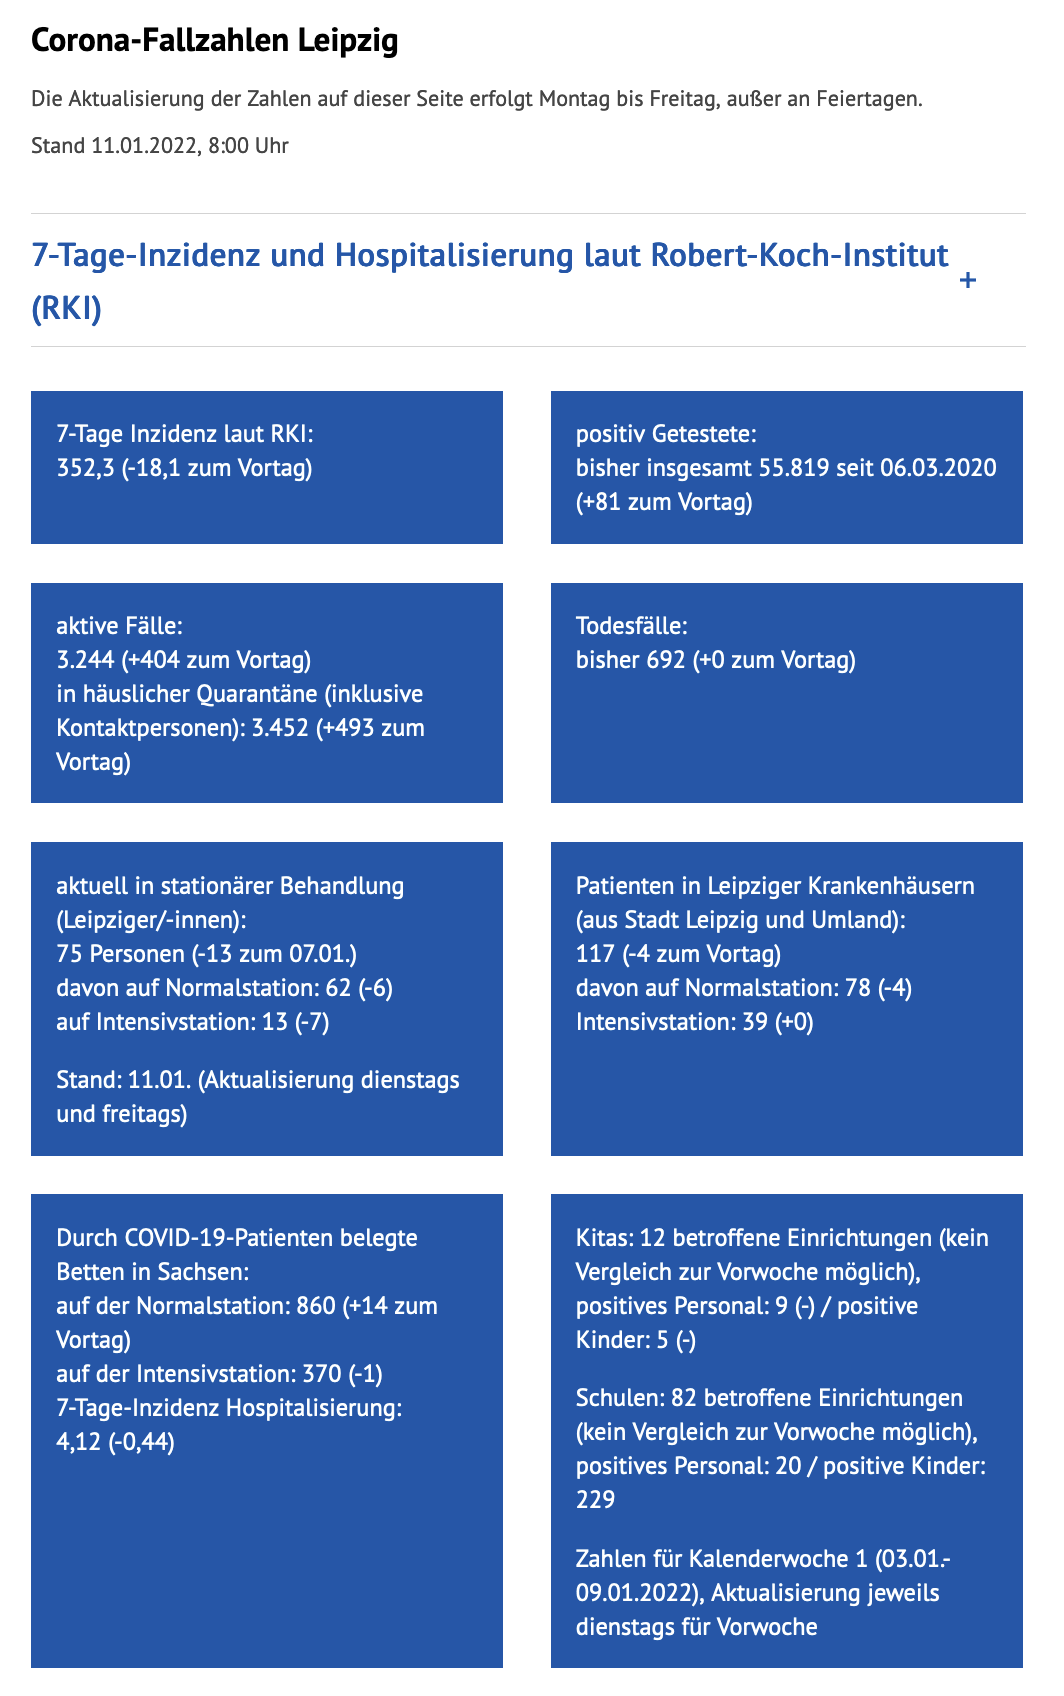 Corona-Fallzahlen Leipzig
Die Aktualisierung der Zahlen auf dieser Seite erfolgt Montag bis Freitag, außer an Feiertagen.
Stand 11.01.2022, 8:00 Uhr
7-Tage-Inzidenz und Hospitalisierung laut Robert-Koch-Institut
(RKI)
+
7-Tage Inzidenz laut RKI:
352,3 (-18,1 zum Vortag)
positiv Getestete:
bisher insgesamt 55.819 seit 06.03.2020
(+81 zum Vortag)
aktive Fälle:
3.244 (+404 zum Vortag)
in häuslicher Quarantäne (inklusive
Kontaktpersonen): 3.452 (+493 zum
Vortag)
Todesfälle:
bisher 692 (+0 zum Vortag)
aktuell in stationärer Behandlung
(Leipziger/-innen):
75 Personen (-13 zum 07.01.)
davon auf Normalstation: 62 (-6)
auf Intensivstation: 13 (-7)
Stand: 11.01. (Aktualisierung dienstags
und freitags)
Patienten in Leipziger Krankenhäusern
(aus Stadt Leipzig und Umland):
117 (-4 zum Vortag)
davon auf Normalstation: 78 (-4)
Intensivstation: 39 (+0)
Durch COVID-19-Patienten belegte
Betten in Sachsen:
auf der Normalstation: 860 (+14 zum
Vortag)
auf der Intensivstation: 370 (-1)
7-Tage-Inzidenz Hospitalisierung:
4,12 (-0,44)
Kitas: 12 betroffene Einrichtungen (kein
Vergleich zur Vorwoche möglich),
positives Personal: 9 (-) / positive
Kinder: 5 (-)
Schulen: 82 betroffene Einrichtungen
(kein Vergleich zur Vorwoche möglich),
positives Personal: 20 / positive Kinder:
229
Zahlen für Kalenderwoche 1 (03.01.-
09.01.2022), Aktualisierung jeweils
dienstags für Vorwoche